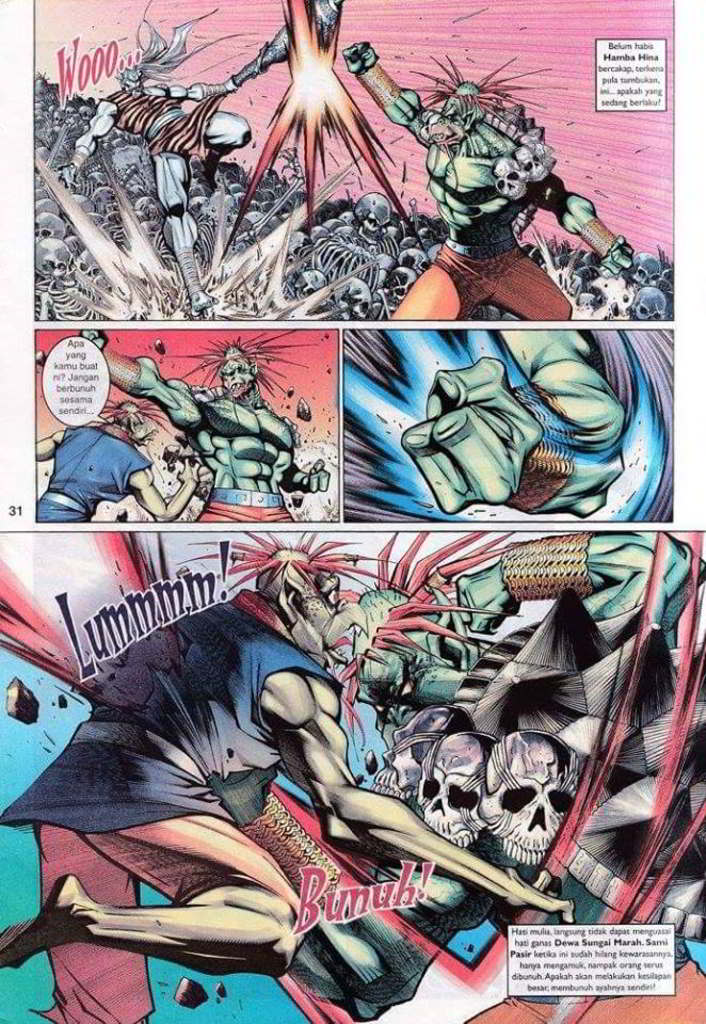 WOOO...
Belum habis
Hamba Hina
bercakap, terkena
pula tumbukan,
ini... apakah yang
sedang berlaku?
Apa
yang
kamu buat
ni? Jangan
berbunuh
sesama
sendiri...
31
Lummmm!
Bunuh!
Hati mulia, langsung tidak dapat menguasai
hati ganas Dewa Sungai Marah. Sami
Pasir ketika ini sudah hilang kewarasannya,
hanya mengamuk, nampak orang terus
dibunuh. Apakah akan melakukan kesilapan
besar, membunuh ayahnya sendiri?